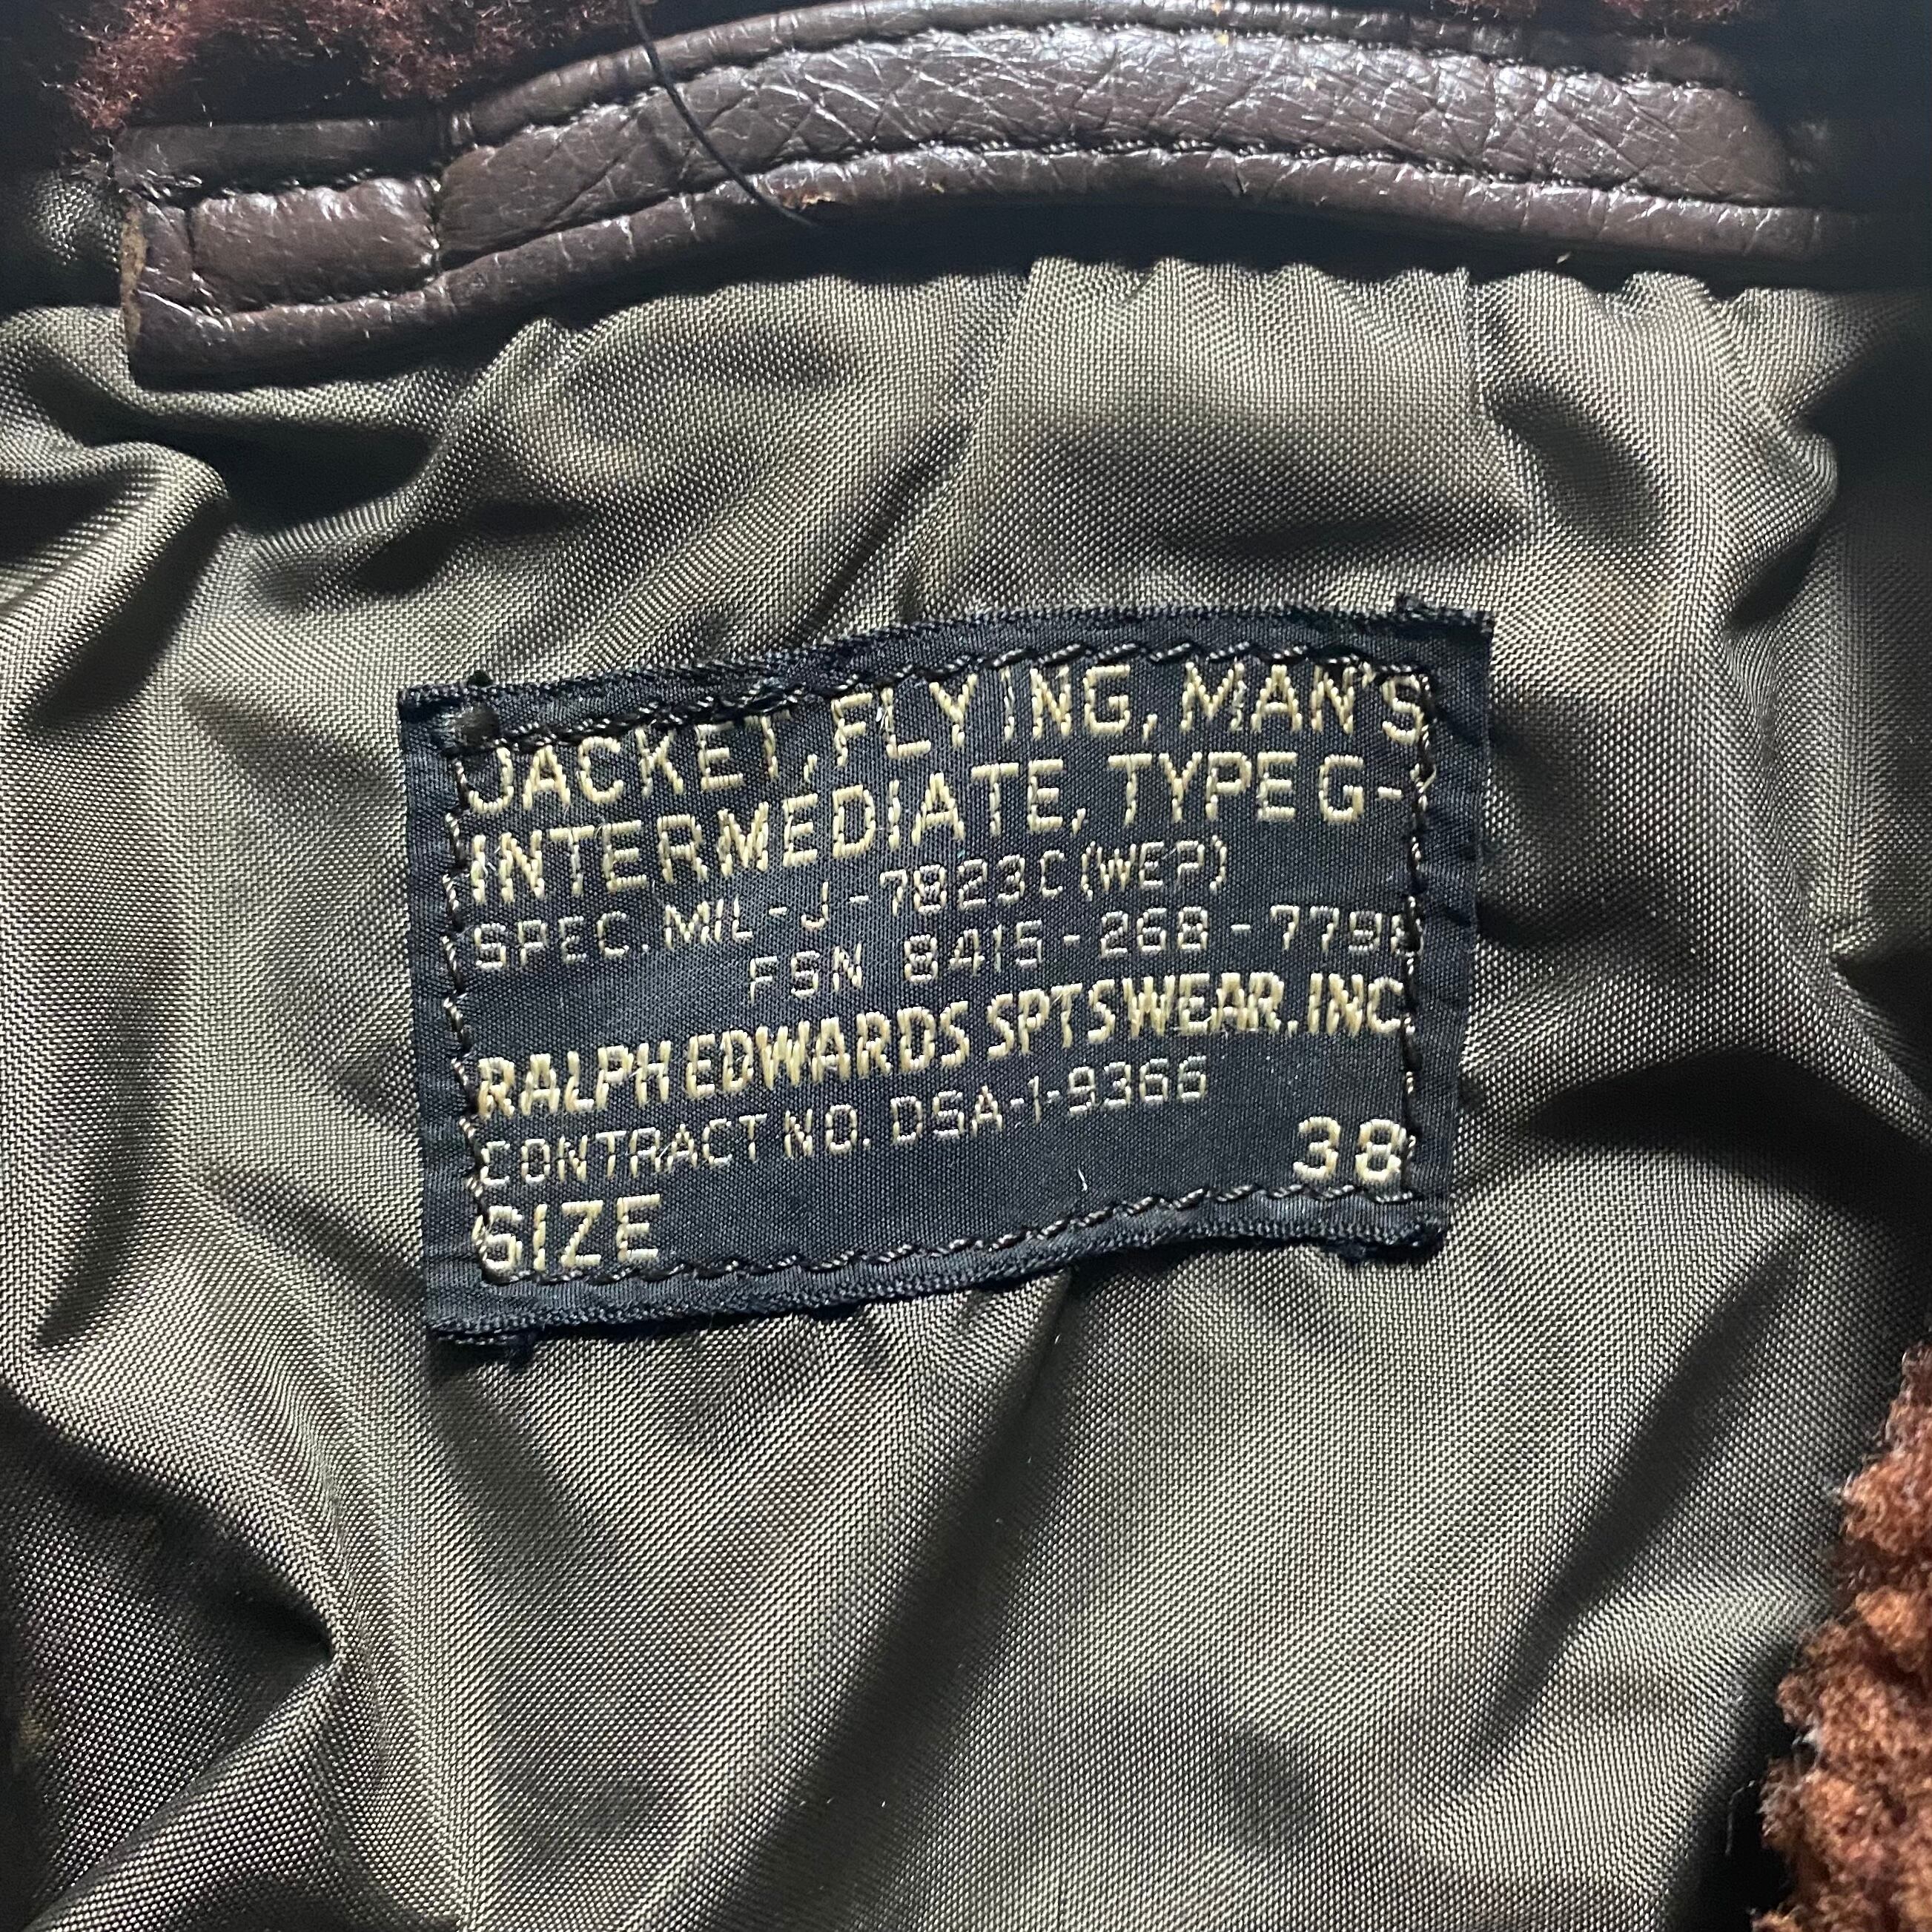 JACKET, FLYING, MAN'S
INTERMEDIATE, TYPE G-
SPEC. MIL-J-7823C (WEP)
FSN 8415-268-7798
RALPH EDWARDS SPTSWEAR. INC
CONTRACT NO. DSA-1-9366
SIZE 38